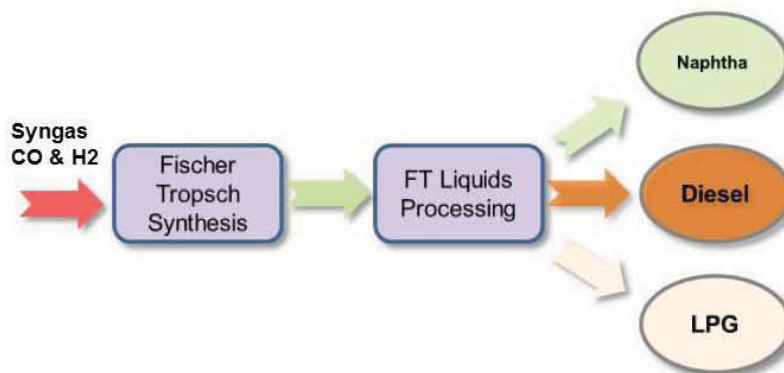 Syngas
CO & H2
Fischer
Tropsch
Synthesis
FT Liquids
Processing
Naphtha
Diesel
LPG